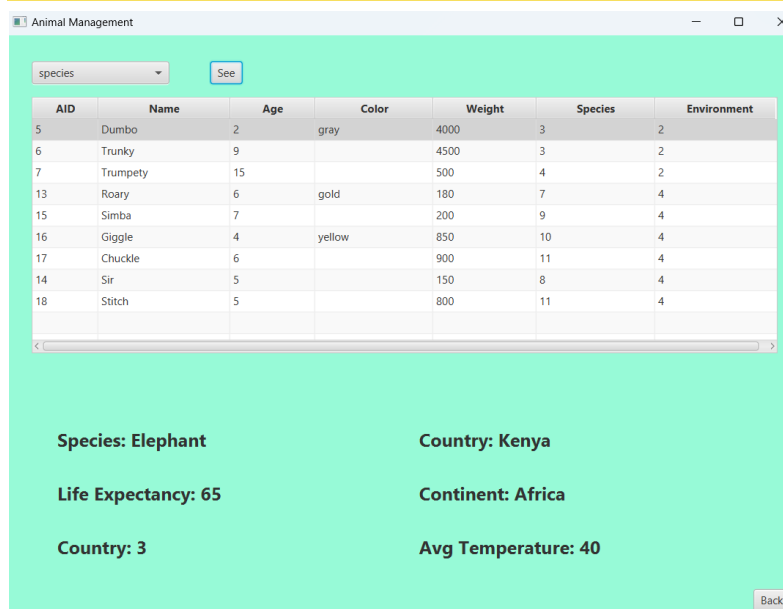 Animal Management
species See
AID Name Age Color Weight Species Environment
5 Dumbo 2 gray 4000 3 2
6 Trunky 9 4500 3 2
7 Trumpety 15 500 4 2
13 Roary 6 gold 180 7 4
15 Simba 7 200 9 4
16 Giggle 4 yellow 850 10 4
17 Chuckle 6 900 11 4
14 Sir 5 150 8 4
18 Stitch 5 800 11 4
Species: Elephant Country: Kenya
Life Expectancy: 65 Continent: Africa
Country: 3 Avg Temperature: 40
Back